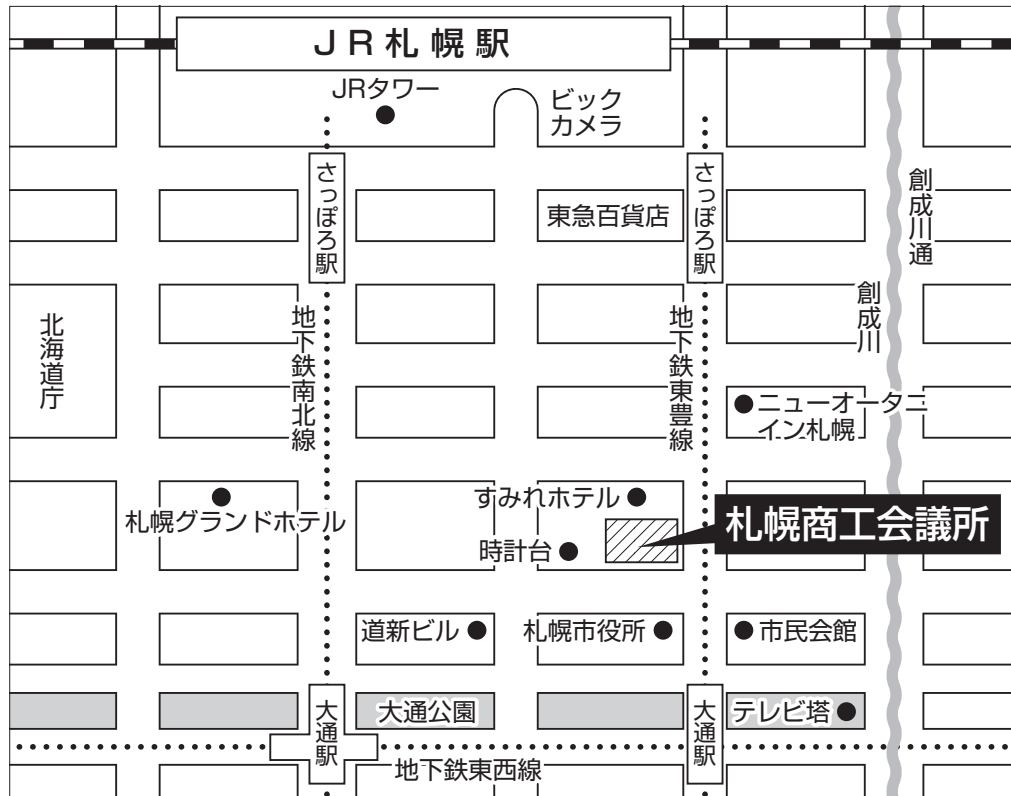 JR札幌駅
JRタワー
ビック
カメラ
さっぽろ駅
東急百貨店
さっぽろ駅
創成川通
北海道庁
地下鉄南北線
地下鉄東豊線
創成川
ニューオータニ
イン札幌
札幌グランドホテル
すみれホテル
札幌商工会議所
時計台
道新ビル
札幌市役所
市民会館
大通駅
大通公園
大通駅
テレビ塔
地下鉄東西線